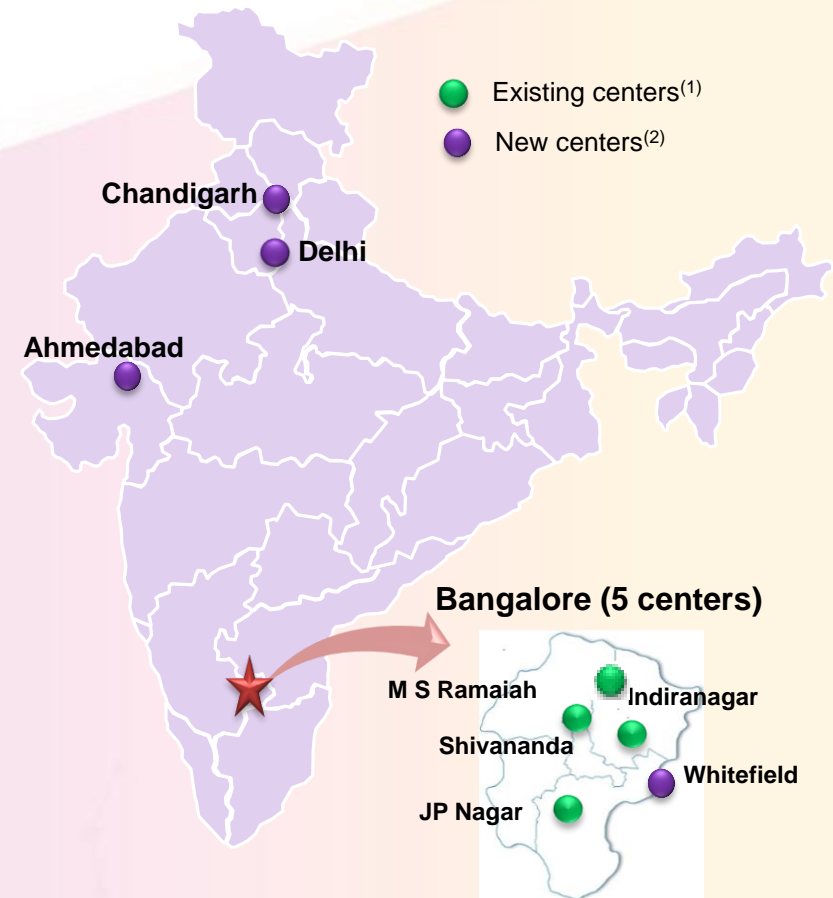 Existing centers(1)
New centers(2)
Chandigarh
Delhi
Ahmedabad
Bangalore (5 centers)
M S Ramaiah
Indiranagar
Shivananda
Whitefield
JP Nagar